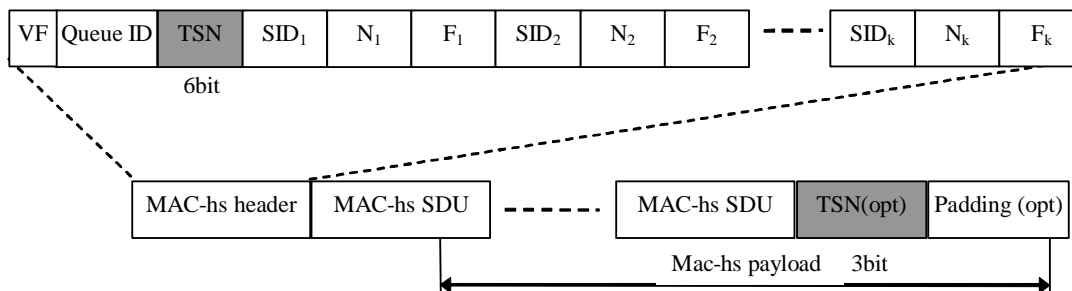 VF Queue ID TSN SID₁ N₁ F₁ SID₂ N₂ F₂ SIDₖ Nₖ Fₖ
6bit
MAC-hs header MAC-hs SDU MAC-hs SDU TSN(opt) Padding (opt)
Mac-hs payload 3bit